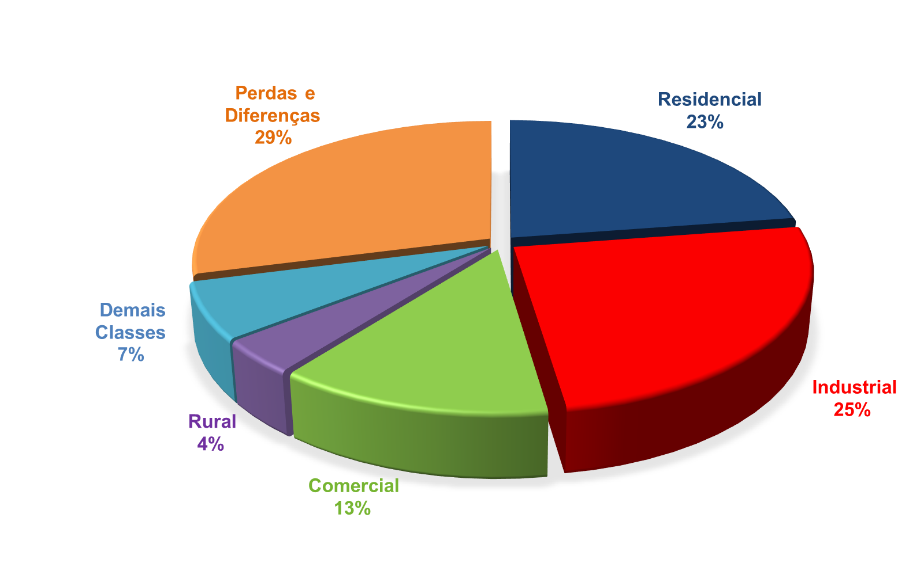 Perdas e
Diferenças
29%
Residencial
23%
Demais
Classes
7%
Industrial
25%
Rural
4%
Comercial
13%